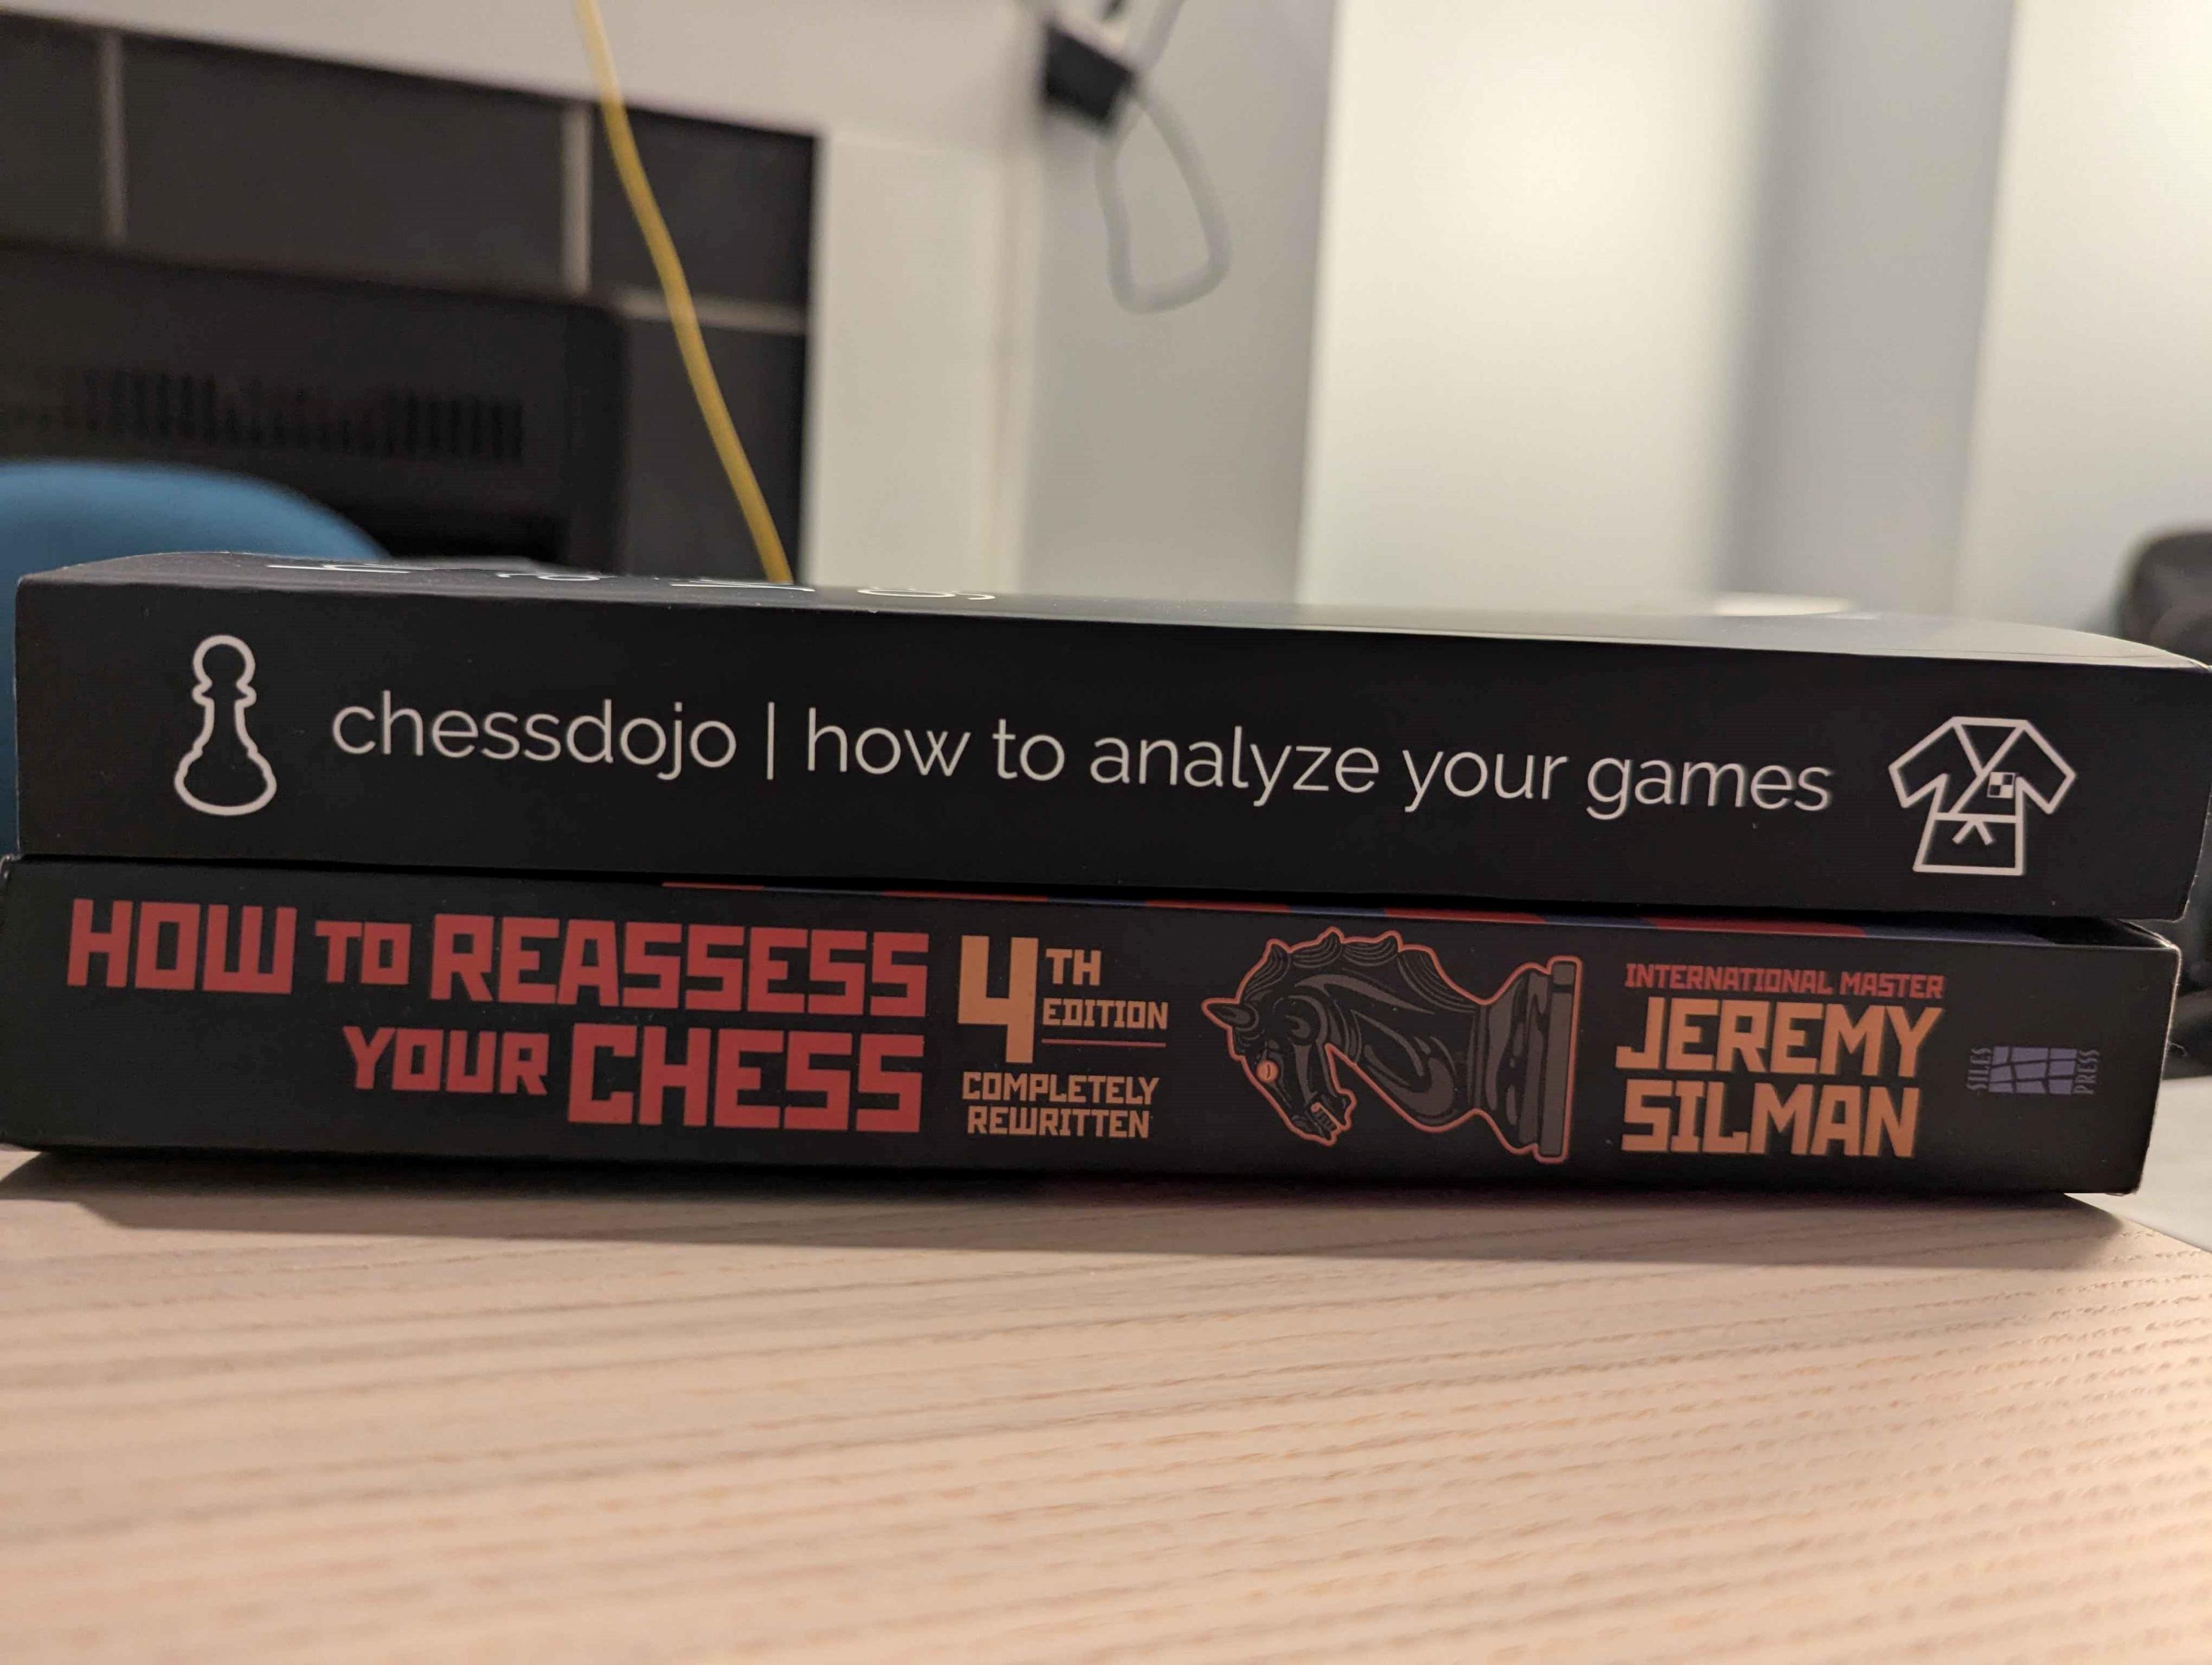 chessdojo | how to analyze your games
HOW TO REASSESS
YOUR CHESS
4TH
EDITION
COMPLETELY
REWRITTEN
INTERNATIONAL MASTER
JEREMY
SILMAN
SILES
PRESS